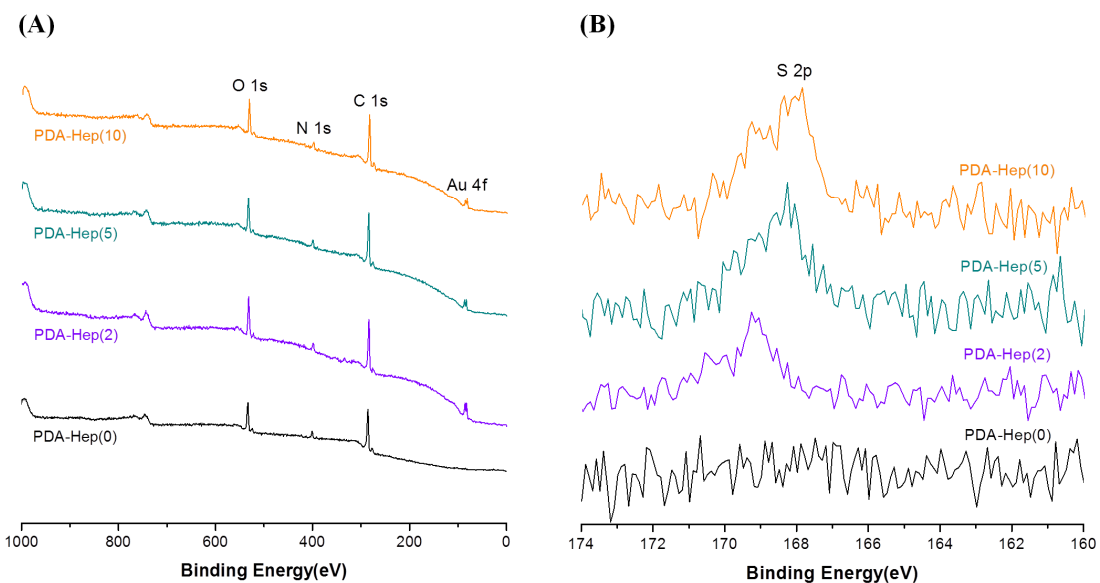 (A)
O 1s
N 1s
C 1s
Au 4f
PDA-Hep(10)
PDA-Hep(5)
PDA-Hep(2)
PDA-Hep(0)
1000 800 600 400 200 0
Binding Energy(eV)
(B)
S 2p
PDA-Hep(10)
PDA-Hep(5)
PDA-Hep(2)
PDA-Hep(0)
174 172 170 168 166 164 162 160
Binding Energy(eV)